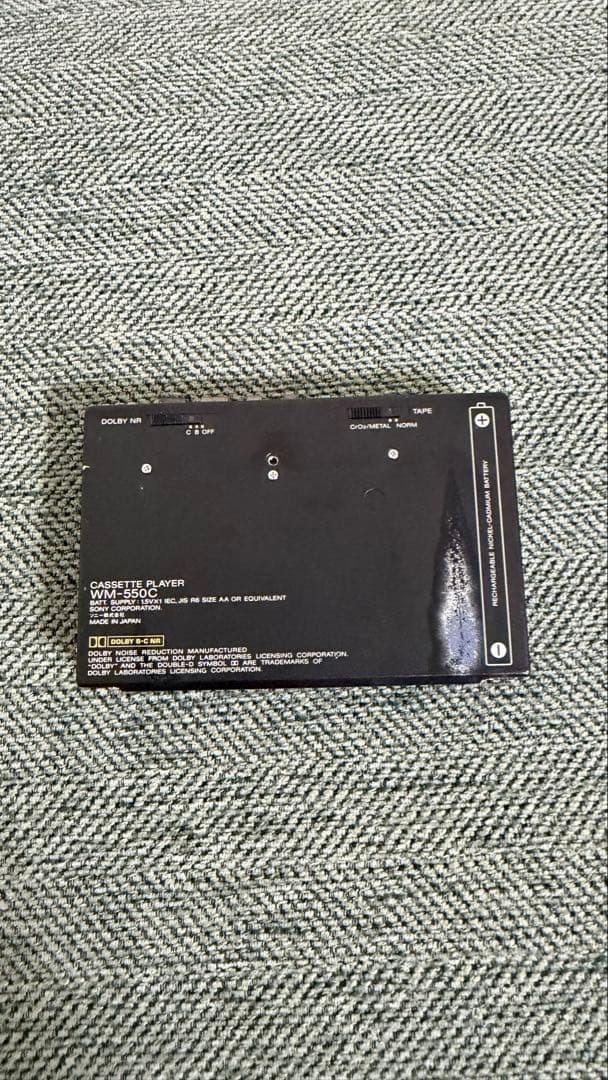 DOLBY NR
C B OFF
TAPE
CrO₂/METAL NORM
+
RECHARGEABLE NICKEL-CADMIUM BATTERY
−
CASSETTE PLAYER
WM-550C
BATT. SUPPLY : 1.5V×1 IEC, JIS R6 SIZE AA OR EQUIVALENT
SONY CORPORATION.
ソニー株式会社
MADE IN JAPAN
DOLBY B-C NR
DOLBY NOISE REDUCTION MANUFACTURED
UNDER LICENSE FROM DOLBY LABORATORIES LICENSING CORPORATION.
"DOLBY" AND THE DOUBLE-D SYMBOL DD ARE TRADEMARKS OF
DOLBY LABORATORIES LICENSING CORPORATION.